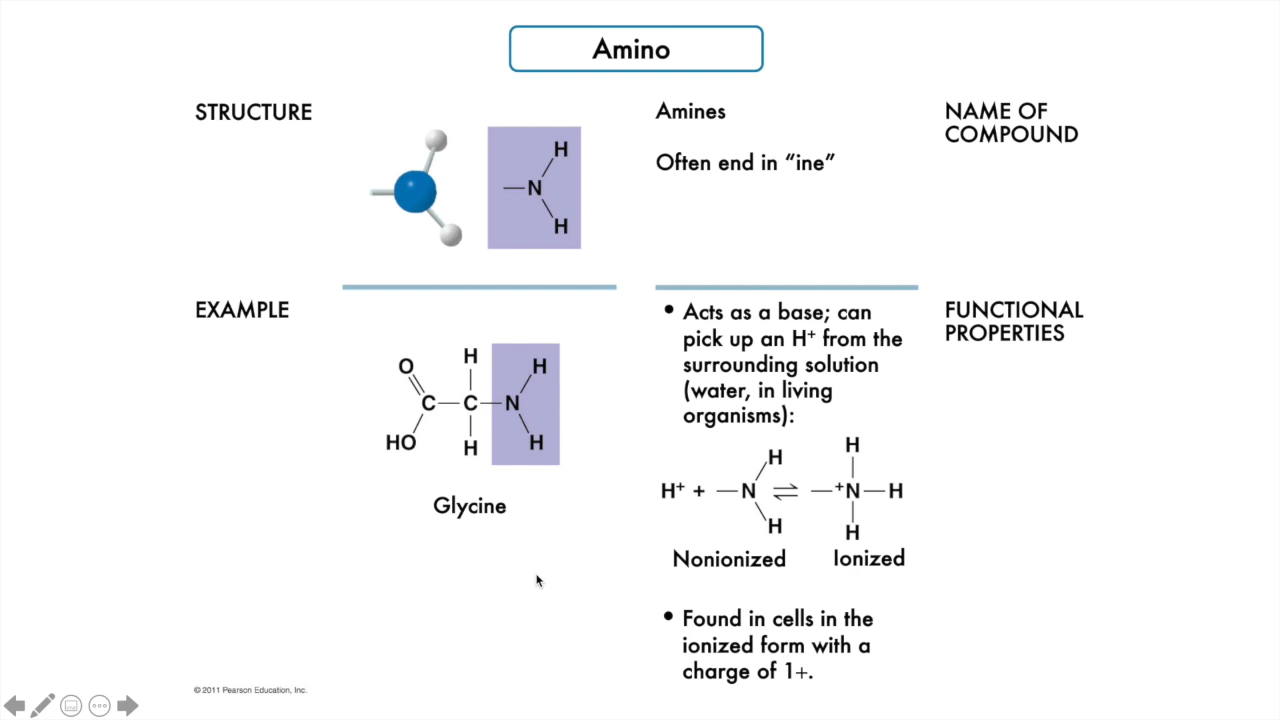 Amino
STRUCTURE
H
N
H
Amines
Often end in “ine”
NAME OF
COMPOUND
EXAMPLE
O
H
H
C
C
N
HO
H
H
Glycine
• Acts as a base; can
pick up an H⁺ from the
surrounding solution
(water, in living
organisms):
H
H
H⁺ +
N
⇌
⁺N
H
H
H
Nonionized
Ionized
• Found in cells in the
ionized form with a
charge of 1+.
FUNCTIONAL
PROPERTIES
© 2011 Pearson Education, Inc.